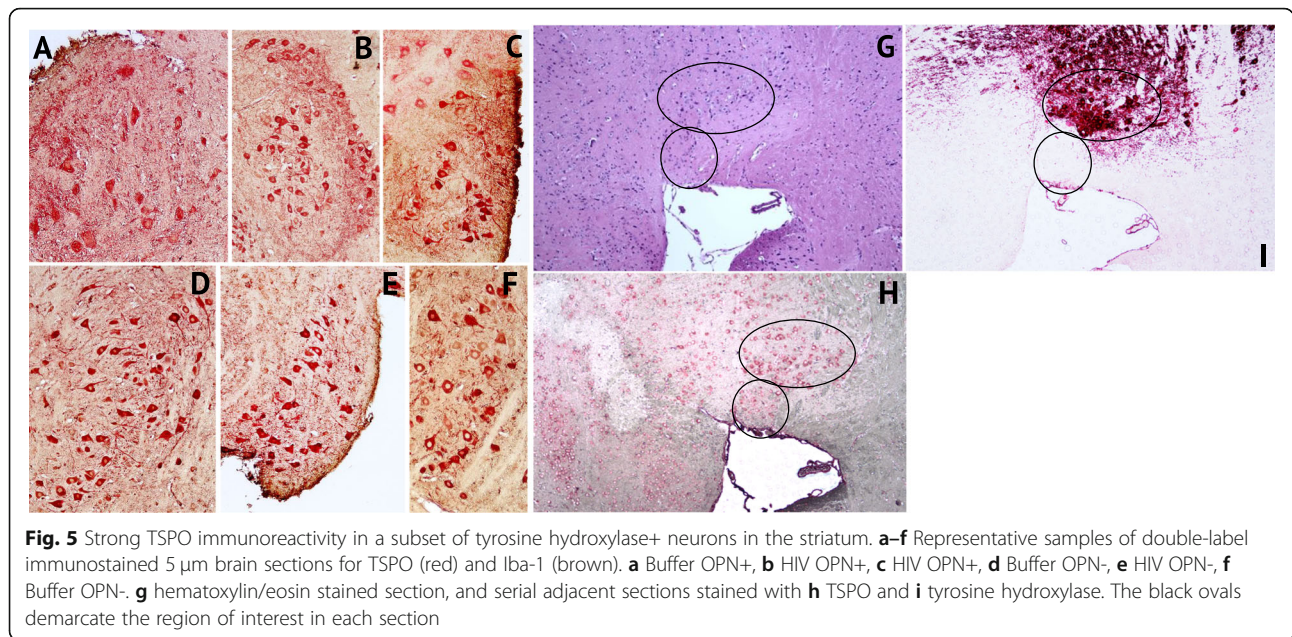 A
B
C
G
I
D
E
F
H
Fig. 5 Strong TSPO immunoreactivity in a subset of tyrosine hydroxylase+ neurons in the striatum. a–f Representative samples of double-label
immunostained 5 μm brain sections for TSPO (red) and Iba-1 (brown). a Buffer OPN+, b HIV OPN+, c HIV OPN+, d Buffer OPN-, e HIV OPN-, f
Buffer OPN-. g hematoxylin/eosin stained section, and serial adjacent sections stained with h TSPO and i tyrosine hydroxylase. The black ovals
demarcate the region of interest in each section